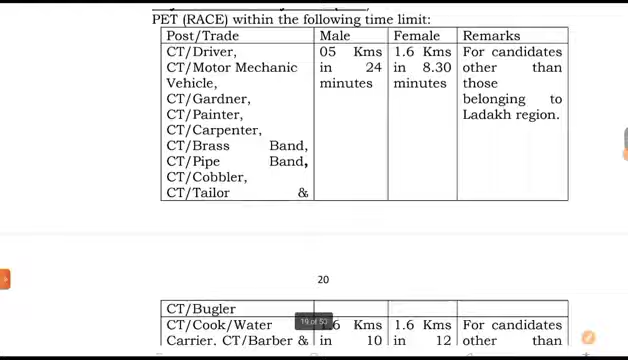 PET (RACE) within the following time limit:
Post/Trade Male Female Remarks
CT/Driver, 05 Kms 1.6 Kms For candidates
CT/Motor Mechanic in 24 in 8.30 other than
Vehicle, minutes minutes those
CT/Gardner, belonging to
CT/Painter, Ladakh region.
CT/Carpenter,
CT/Brass Band,
CT/Pipe Band,
CT/Cobbler,
CT/Tailor &
20
CT/Bugler
CT/Cook/Water 1.6 Kms 1.6 Kms For candidates
Carrier, CT/Barber & in 10 in 12 other than